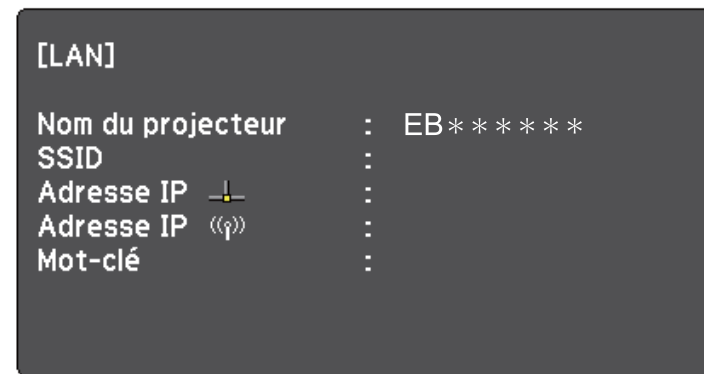 [LAN]
Nom du projecteur : EB******
SSID :
Adresse IP :
Adresse IP :
Mot-clé :